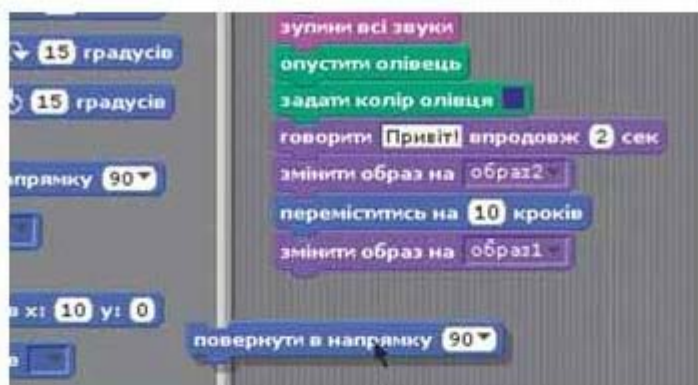 15 градусів
15 градусів
90
в x: 10 y: 0
в
зупини всі звуки
опустити олівець
задати колір олівця
говорити Привіт! впродовж 2 сек
змінити образ на образ2
переміститись на 10 кроків
змінити образ на образ1
повернути в напрямку 90